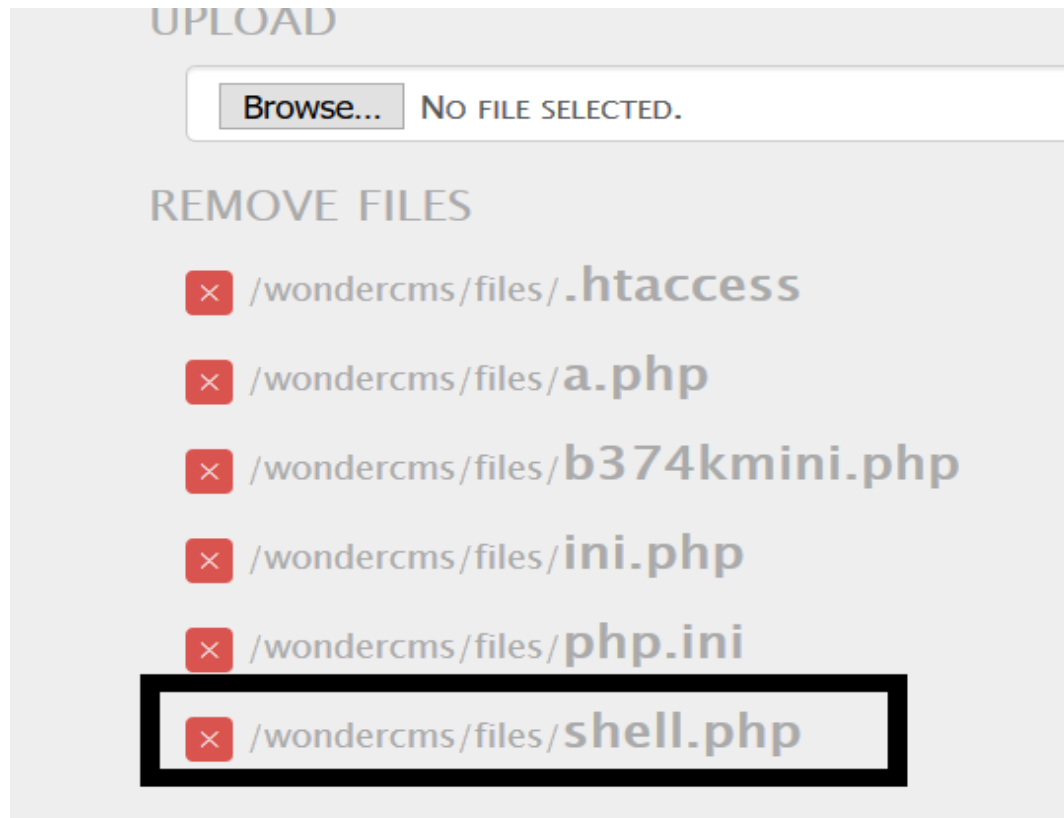 UPLOAD
Browse... No file selected.
REMOVE FILES
× /wondercms/files/.htaccess
× /wondercms/files/a.php
× /wondercms/files/b374kmini.php
× /wondercms/files/ini.php
× /wondercms/files/php.ini
× /wondercms/files/shell.php